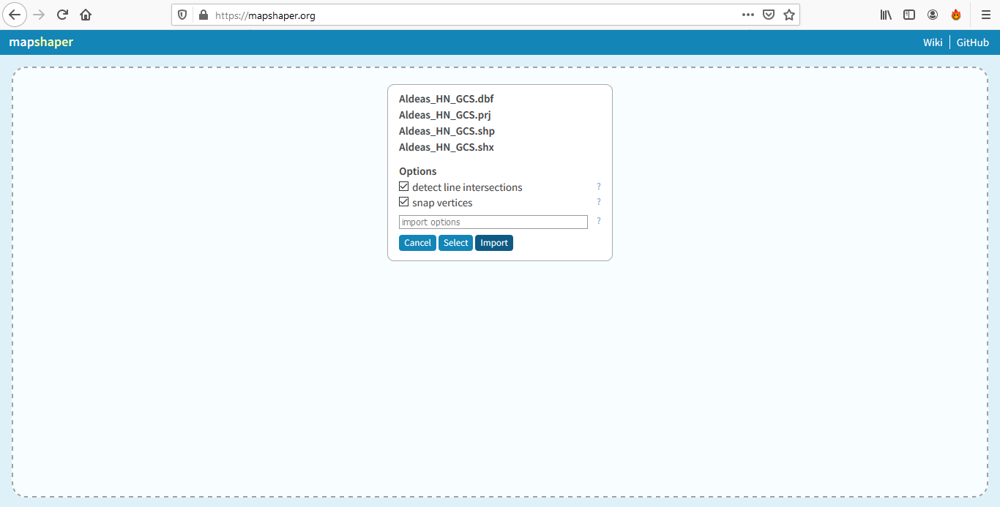 https://mapshaper.org
mapshaper
Wiki
GitHub
Aldeas_HN_GCS.dbf
Aldeas_HN_GCS.prj
Aldeas_HN_GCS.shp
Aldeas_HN_GCS.shx
Options
detect line intersections ?
snap vertices ?
import options ?
Cancel Select Import